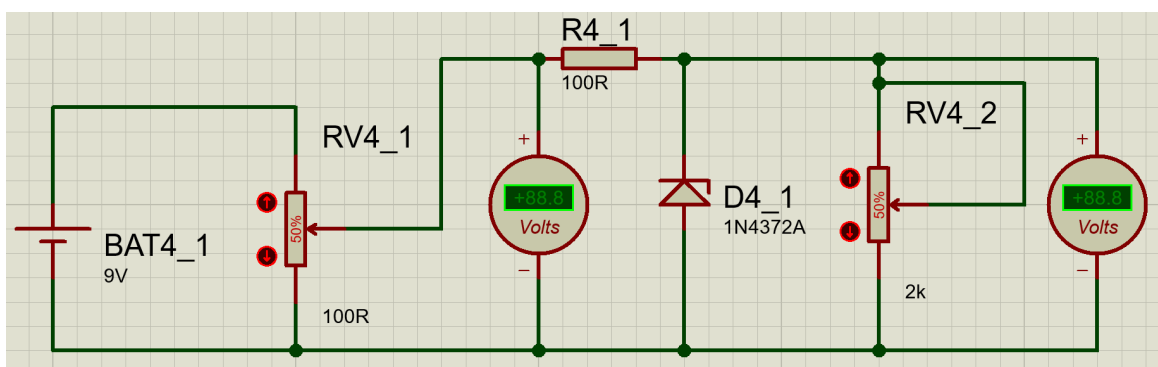 R4_1
100R
RV4_1
RV4_2
+
+
50%
+88.8
Volts
50%
+88.8
Volts
D4_1
1N4372A
BAT4_1
9V
−
−
2k
100R